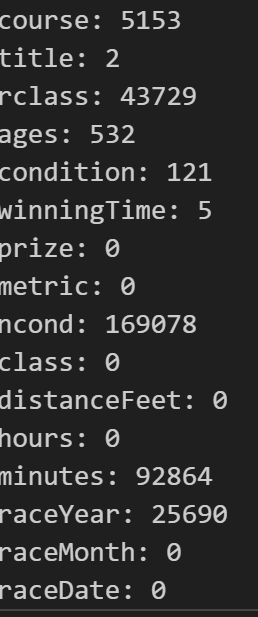 course: 5153
title: 2
rclass: 43729
ages: 532
condition: 121
winningTime: 5
prize: 0
metric: 0
ncond: 169078
class: 0
distanceFeet: 0
hours: 0
minutes: 92864
raceYear: 25690
raceMonth: 0
raceDate: 0